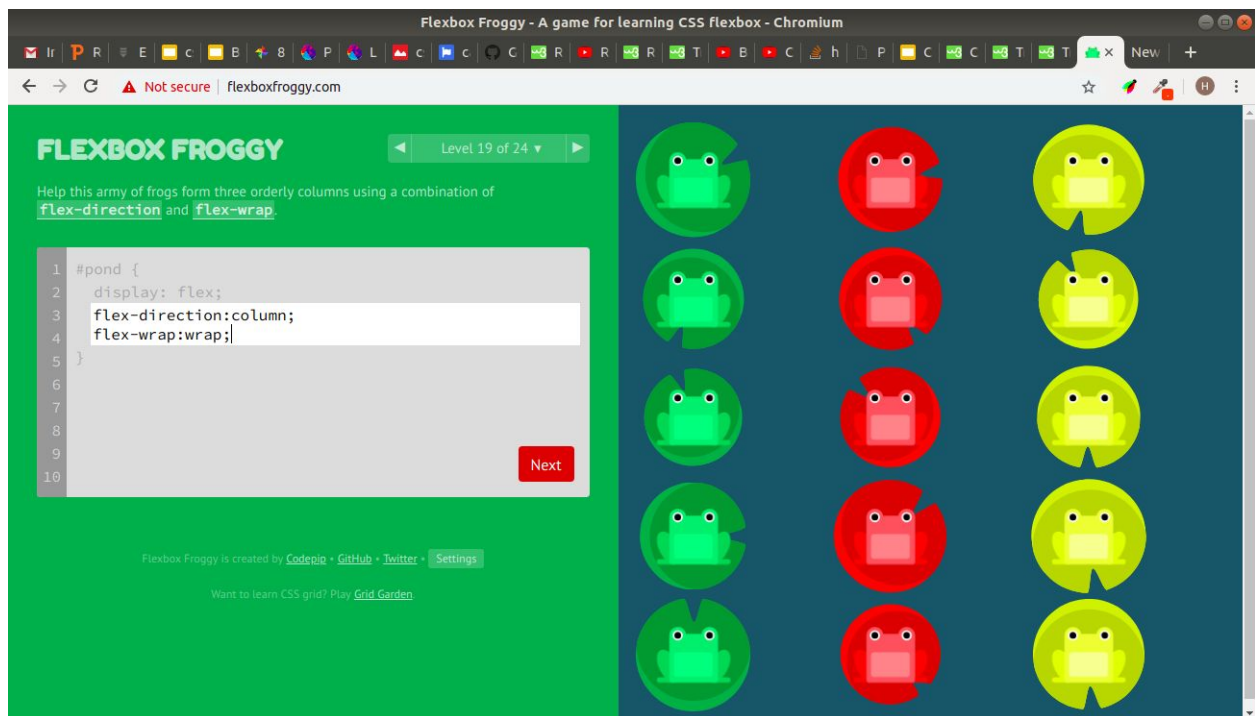 Flexbox Froggy - A game for learning CSS flexbox - Chromium
Ir R E c B 8 P L c c C R R R T B C h P C C T T × New +
Not secure | flexboxfroggy.com H
FLEXBOX FROGGY
◀ Level 19 of 24 ▾ ▶
Help this army of frogs form three orderly columns using a combination of
flex-direction and flex-wrap.
1 #pond {
2 display: flex;
3 flex-direction:column;
4 flex-wrap:wrap;
5 }
6
7
8
9
10
Next
Flexbox Froggy is created by Codepip • GitHub • Twitter • Settings
Want to learn CSS grid? Play Grid Garden.